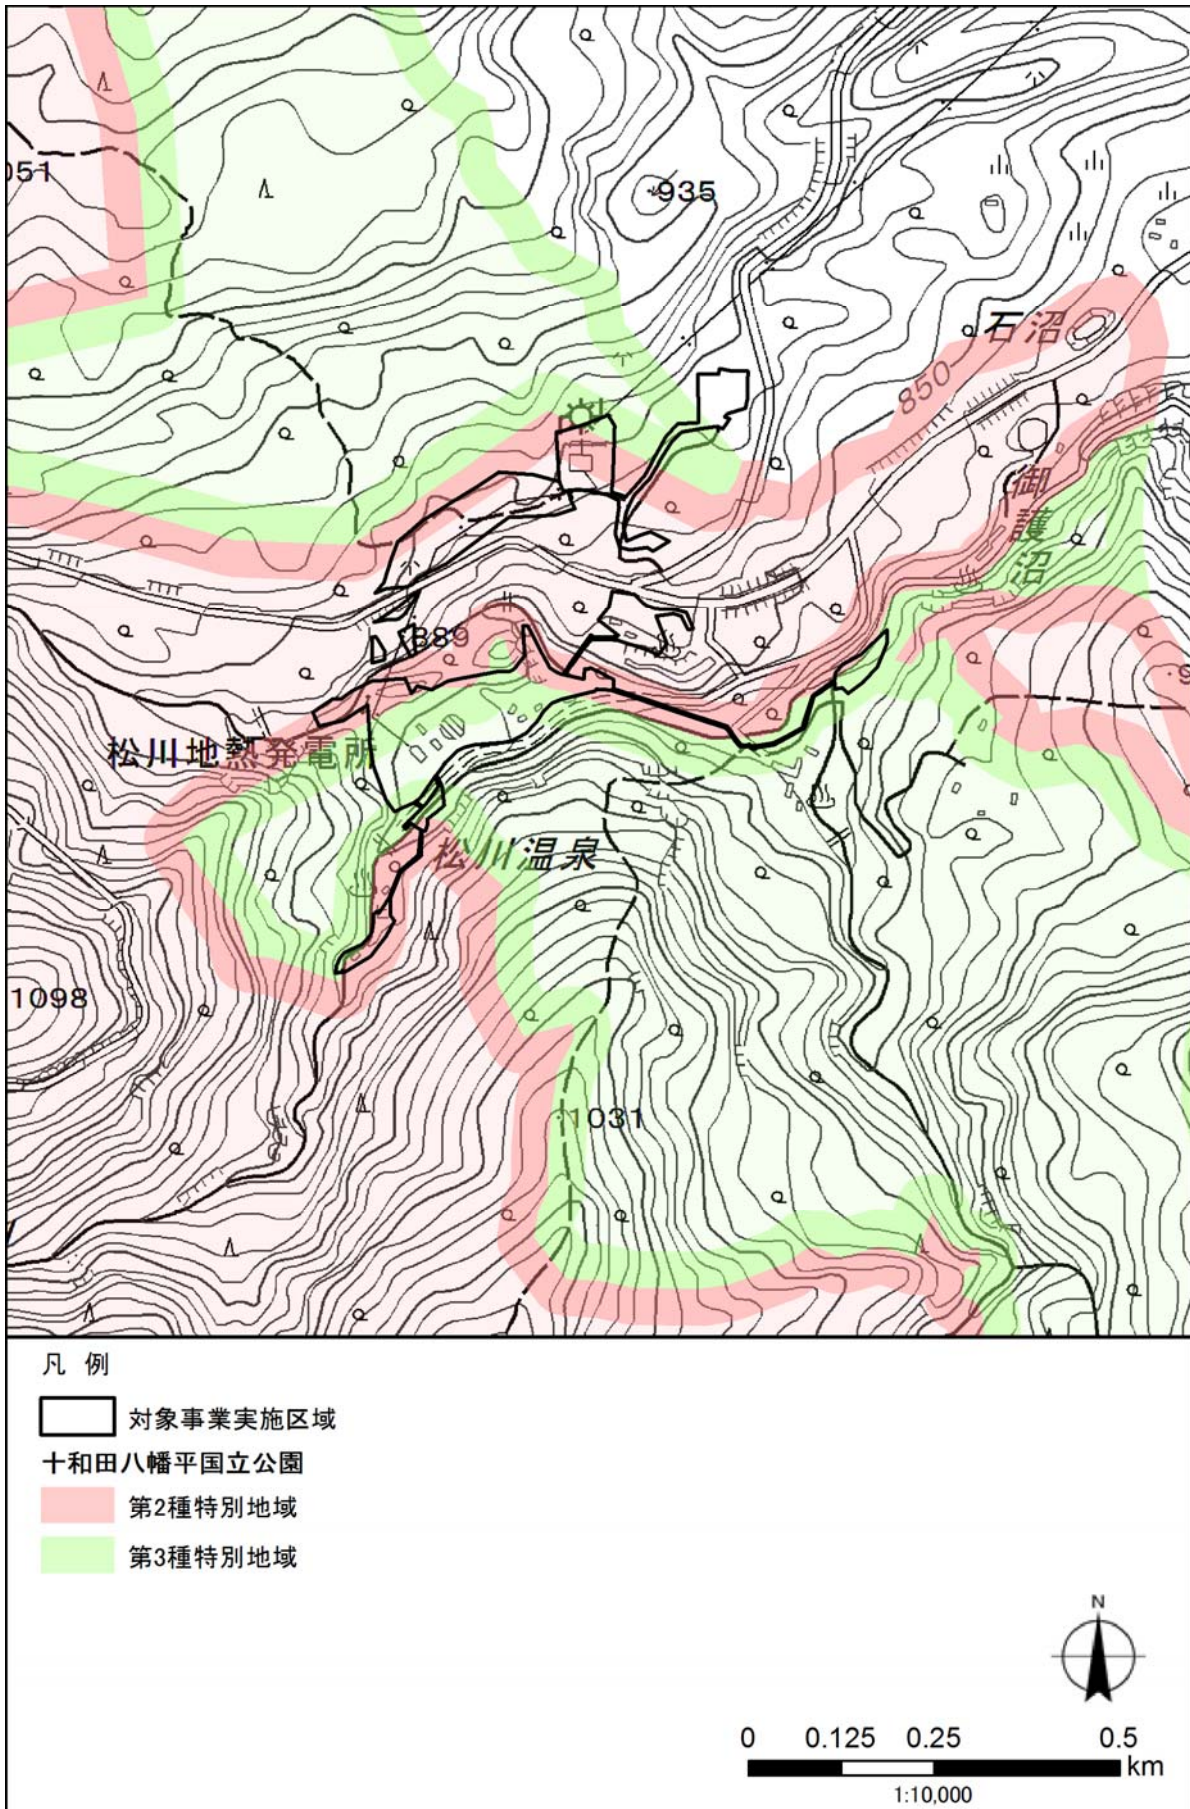 051
935
石沼
850
御護沼
889
松川地熱発電所
松川温泉
1098
1031
凡 例
対象事業実施区域
十和田八幡平国立公園
第2種特別地域
第3種特別地域
N
0 0.125 0.25 0.5
km
1:10,000